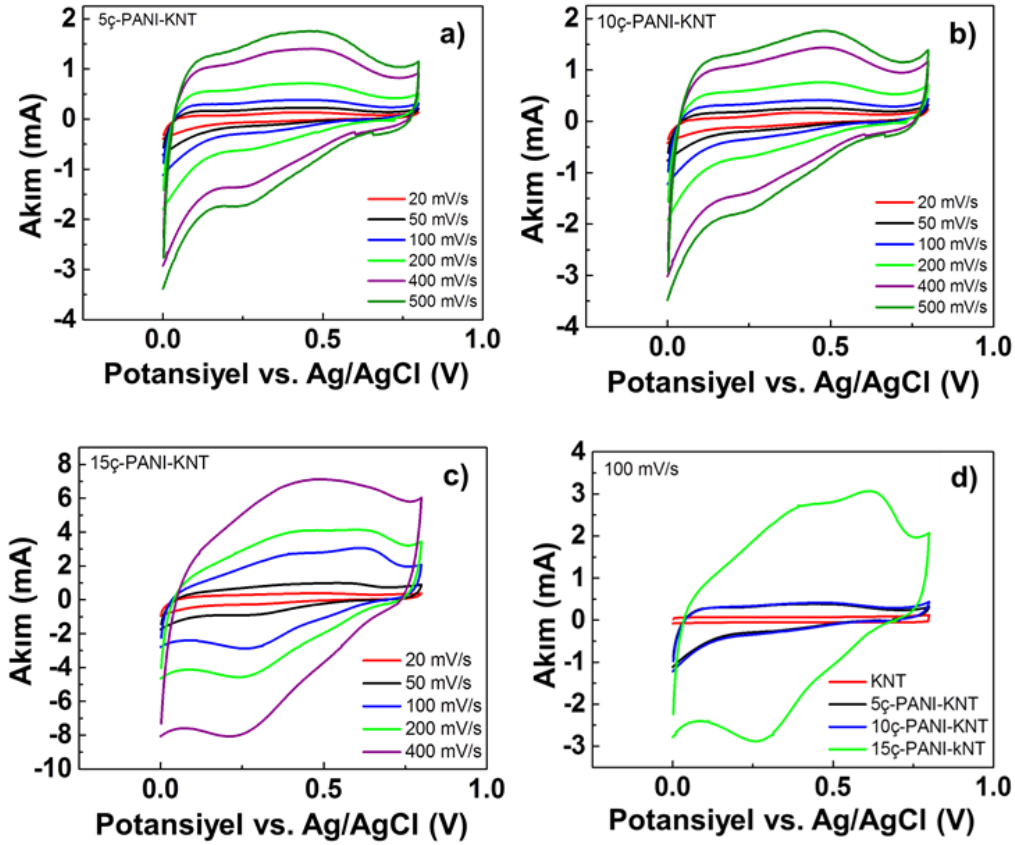 5ç-PANI-KNT
a)
2
1
0
-1
-2
-3
-4
Akım (mA)
20 mV/s
50 mV/s
100 mV/s
200 mV/s
400 mV/s
500 mV/s
0.0 0.5 1.0
Potansiyel vs. Ag/AgCl (V)
10ç-PANI-KNT
b)
2
1
0
-1
-2
-3
-4
Akım (mA)
20 mV/s
50 mV/s
100 mV/s
200 mV/s
400 mV/s
500 mV/s
0.0 0.5 1.0
Potansiyel vs. Ag/AgCl (V)
15ç-PANI-KNT
c)
8
6
4
2
0
-2
-4
-6
-8
-10
Akım (mA)
20 mV/s
50 mV/s
100 mV/s
200 mV/s
400 mV/s
0.0 0.5 1.0
Potansiyel vs. Ag/AgCl (V)
100 mV/s
d)
4
3
2
1
0
-1
-2
-3
Akım (mA)
KNT
5ç-PANI-KNT
10ç-PANI-KNT
15ç-PANI-kNT
0.0 0.5 1.0
Potansiyel vs. Ag/AgCl (V)